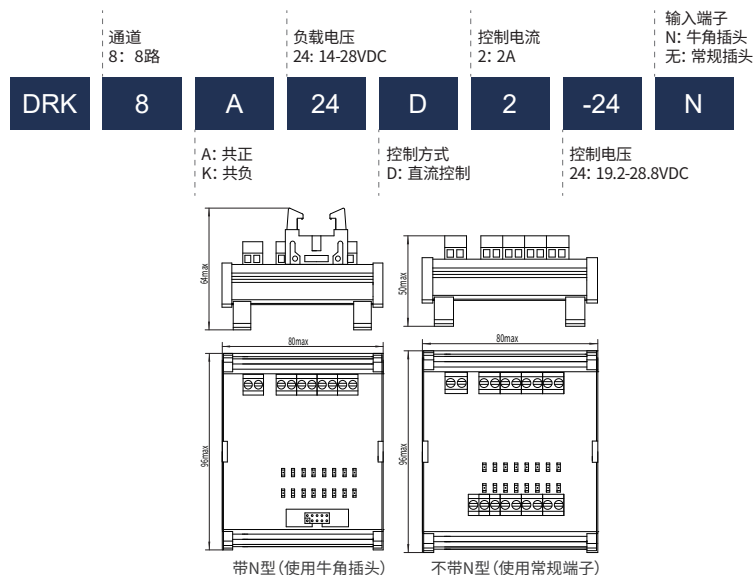 通道
8: 8路
负载电压
24: 14-28VDC
控制电流
2: 2A
输入端子
N: 牛角插头
无: 常规插头
DRK 8 A 24 D 2 -24 N
A: 共正
K: 共负
控制方式
D: 直流控制
控制电压
24: 19.2-28.8VDC
64max
50max
80max
80max
96max
96max
带N型(使用牛角插头)
不带N型(使用常规端子)